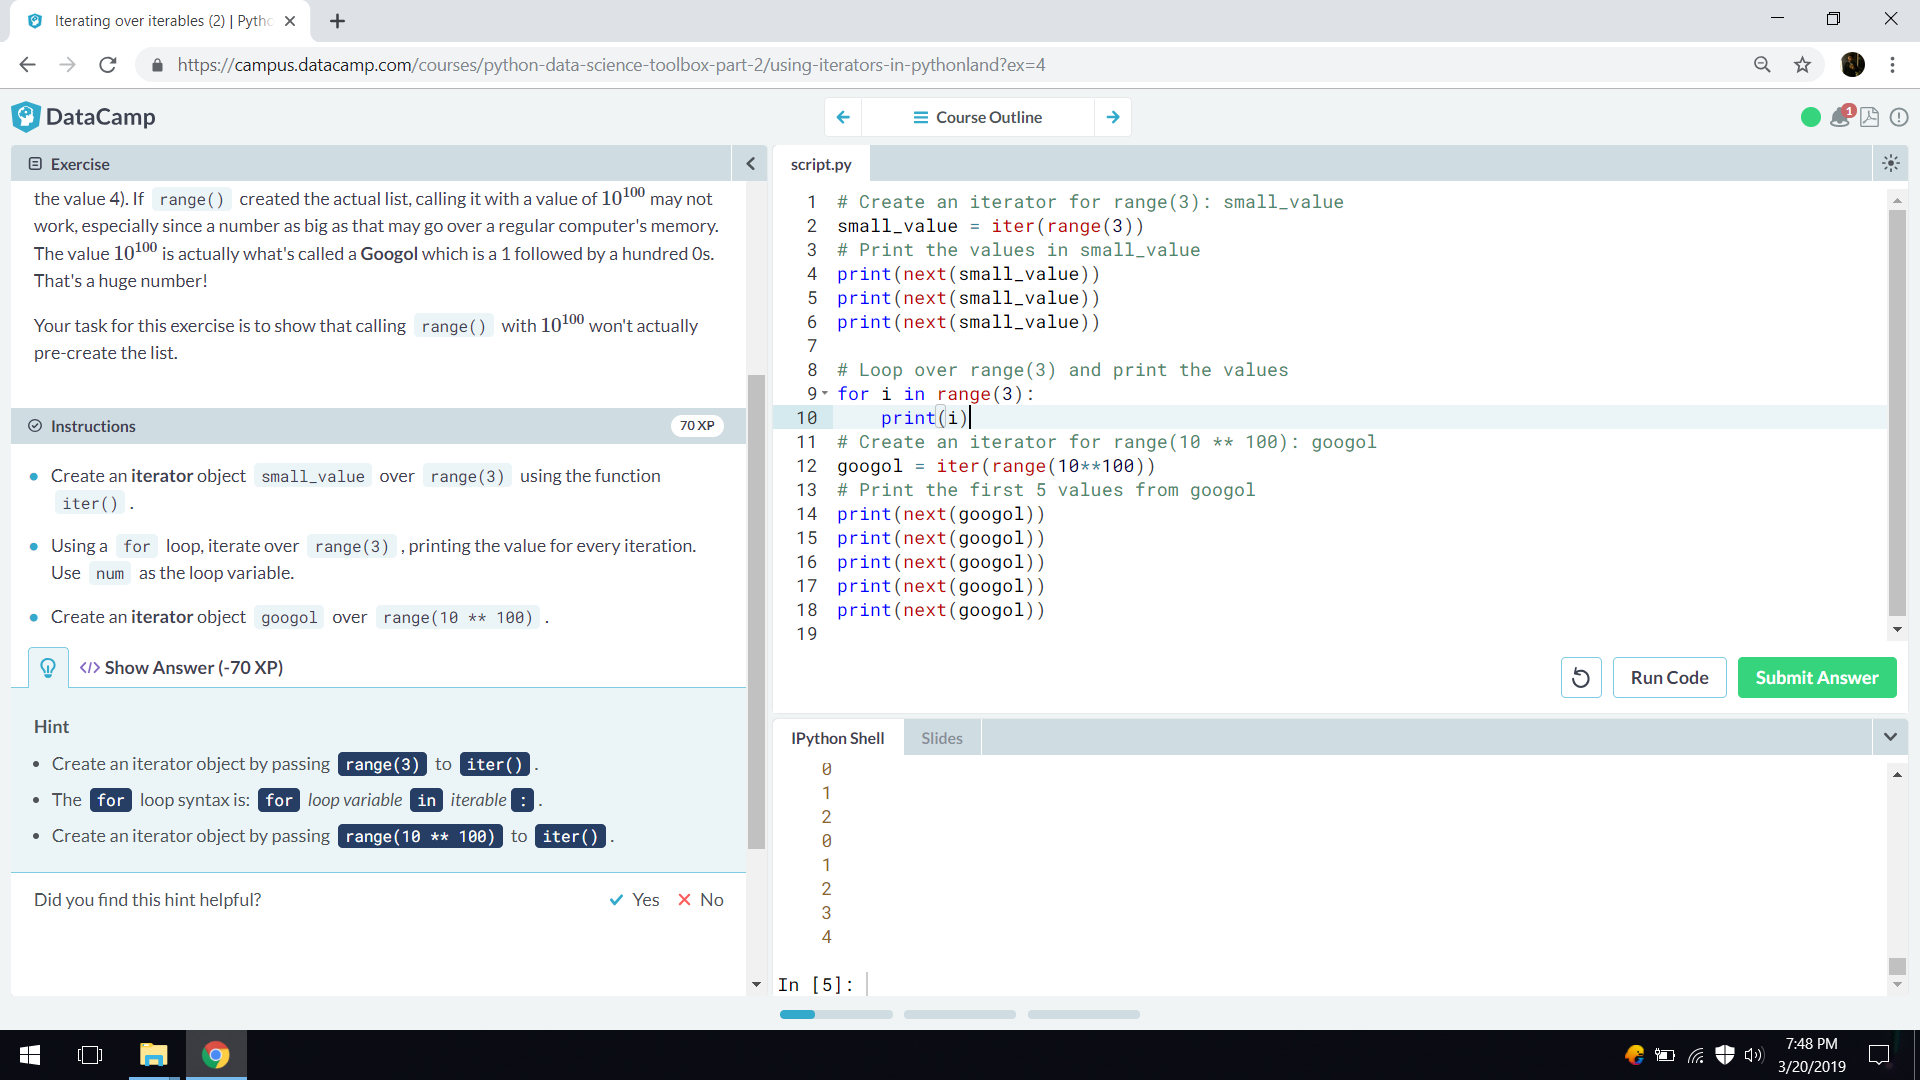 Iterating over iterables (2) | Pytho
https://campus.datacamp.com/courses/python-data-science-toolbox-part-2/using-iterators-in-pythonland?ex=4
DataCamp
Course Outline
1
Exercise
the value 4). If range() created the actual list, calling it with a value of 10^100 may not
work, especially since a number as big as that may go over a regular computer's memory.
The value 10^100 is actually what's called a Googol which is a 1 followed by a hundred 0s.
That's a huge number!
Your task for this exercise is to show that calling range() with 10^100 won't actually
pre-create the list.
Instructions
70 XP
Create an iterator object small_value over range(3) using the function
iter() .
Using a for loop, iterate over range(3) , printing the value for every iteration.
Use num as the loop variable.
Create an iterator object googol over range(10 ** 100) .
</> Show Answer (-70 XP)
Hint
• Create an iterator object by passing range(3) to iter() .
• The for loop syntax is: for loop variable in iterable : .
• Create an iterator object by passing range(10 ** 100) to iter() .
Did you find this hint helpful?
Yes
No
script.py
1 # Create an iterator for range(3): small_value
2 small_value = iter(range(3))
3 # Print the values in small_value
4 print(next(small_value))
5 print(next(small_value))
6 print(next(small_value))
7
8 # Loop over range(3) and print the values
9 for i in range(3):
10     print(i)
11 # Create an iterator for range(10 ** 100): googol
12 googol = iter(range(10**100))
13 # Print the first 5 values from googol
14 print(next(googol))
15 print(next(googol))
16 print(next(googol))
17 print(next(googol))
18 print(next(googol))
19
Run Code
Submit Answer
IPython Shell
Slides
0
1
2
0
1
2
3
4
In [5]:
7:48 PM
3/20/2019